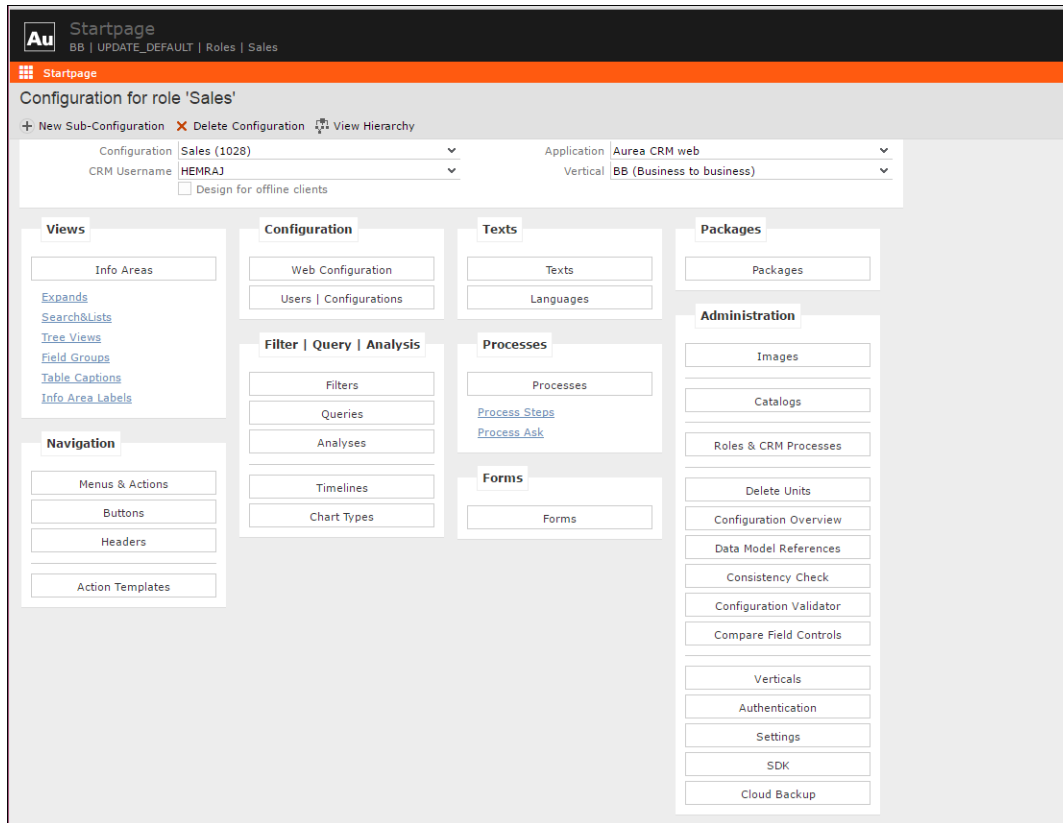 Au
Startpage
BB | UPDATE_DEFAULT | Roles | Sales
Startpage
Configuration for role 'Sales'
New Sub-Configuration Delete Configuration View Hierarchy
Configuration Sales (1028) Application Aurea CRM web
CRM Username HEMRAJ Vertical BB (Business to business)
Design for offline clients
Views
Info Areas
Expands
Search&Lists
Tree Views
Field Groups
Table Captions
Info Area Labels
Navigation
Menus & Actions
Buttons
Headers
Action Templates
Configuration
Web Configuration
Users | Configurations
Filter | Query | Analysis
Filters
Queries
Analyses
Timelines
Chart Types
Texts
Texts
Languages
Processes
Processes
Process Steps
Process Ask
Forms
Forms
Packages
Packages
Administration
Images
Catalogs
Roles & CRM Processes
Delete Units
Configuration Overview
Data Model References
Consistency Check
Configuration Validator
Compare Field Controls
Verticals
Authentication
Settings
SDK
Cloud Backup